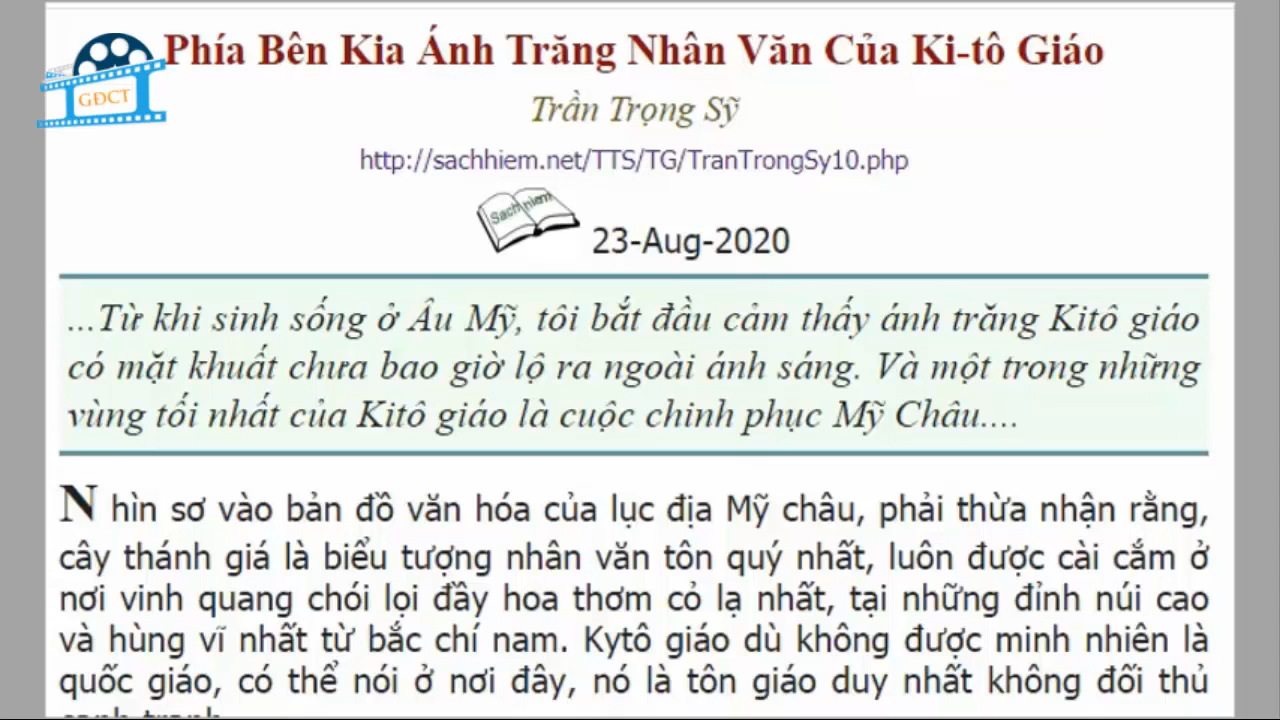 Phía Bên Kia Ánh Trăng Nhân Văn Của Ki-tô Giáo
GĐCT
Trần Trọng Sỹ
http://sachhiem.net/TTS/TG/TranTrongSy10.php
Sach hiem
23-Aug-2020
...Từ khi sinh sống ở Âu Mỹ, tôi bắt đầu cảm thấy ánh trăng Kitô giáo
có mặt khuất chưa bao giờ lộ ra ngoài ánh sáng. Và một trong những
vùng tối nhất của Kitô giáo là cuộc chinh phục Mỹ Châu....
N hìn sơ vào bản đồ văn hóa của lục địa Mỹ châu, phải thừa nhận rằng,
cây thánh giá là biểu tượng nhân văn tôn quý nhất, luôn được cài cắm ở
nơi vinh quang chói lọi đầy hoa thơm cỏ lạ nhất, tại những đỉnh núi cao
và hùng vĩ nhất từ bắc chí nam. Kytô giáo dù không được minh nhiên là
quốc giáo, có thể nói ở nơi đây, nó là tôn giáo duy nhất không đối thủ